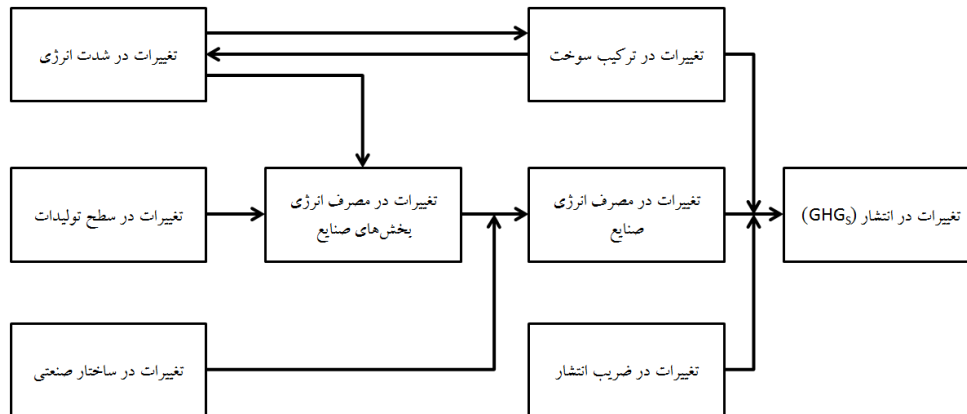 تغییرات در شدت انرژی
تغییرات در ترکیب سوخت
تغییرات در سطح تولیدات
تغییرات در مصرف انرژی
بخش‌های صنایع
تغییرات در مصرف انرژی
صنایع
تغییرات در انتشار (GHGs)
تغییرات در ساختار صنعتی
تغییرات در ضریب انتشار